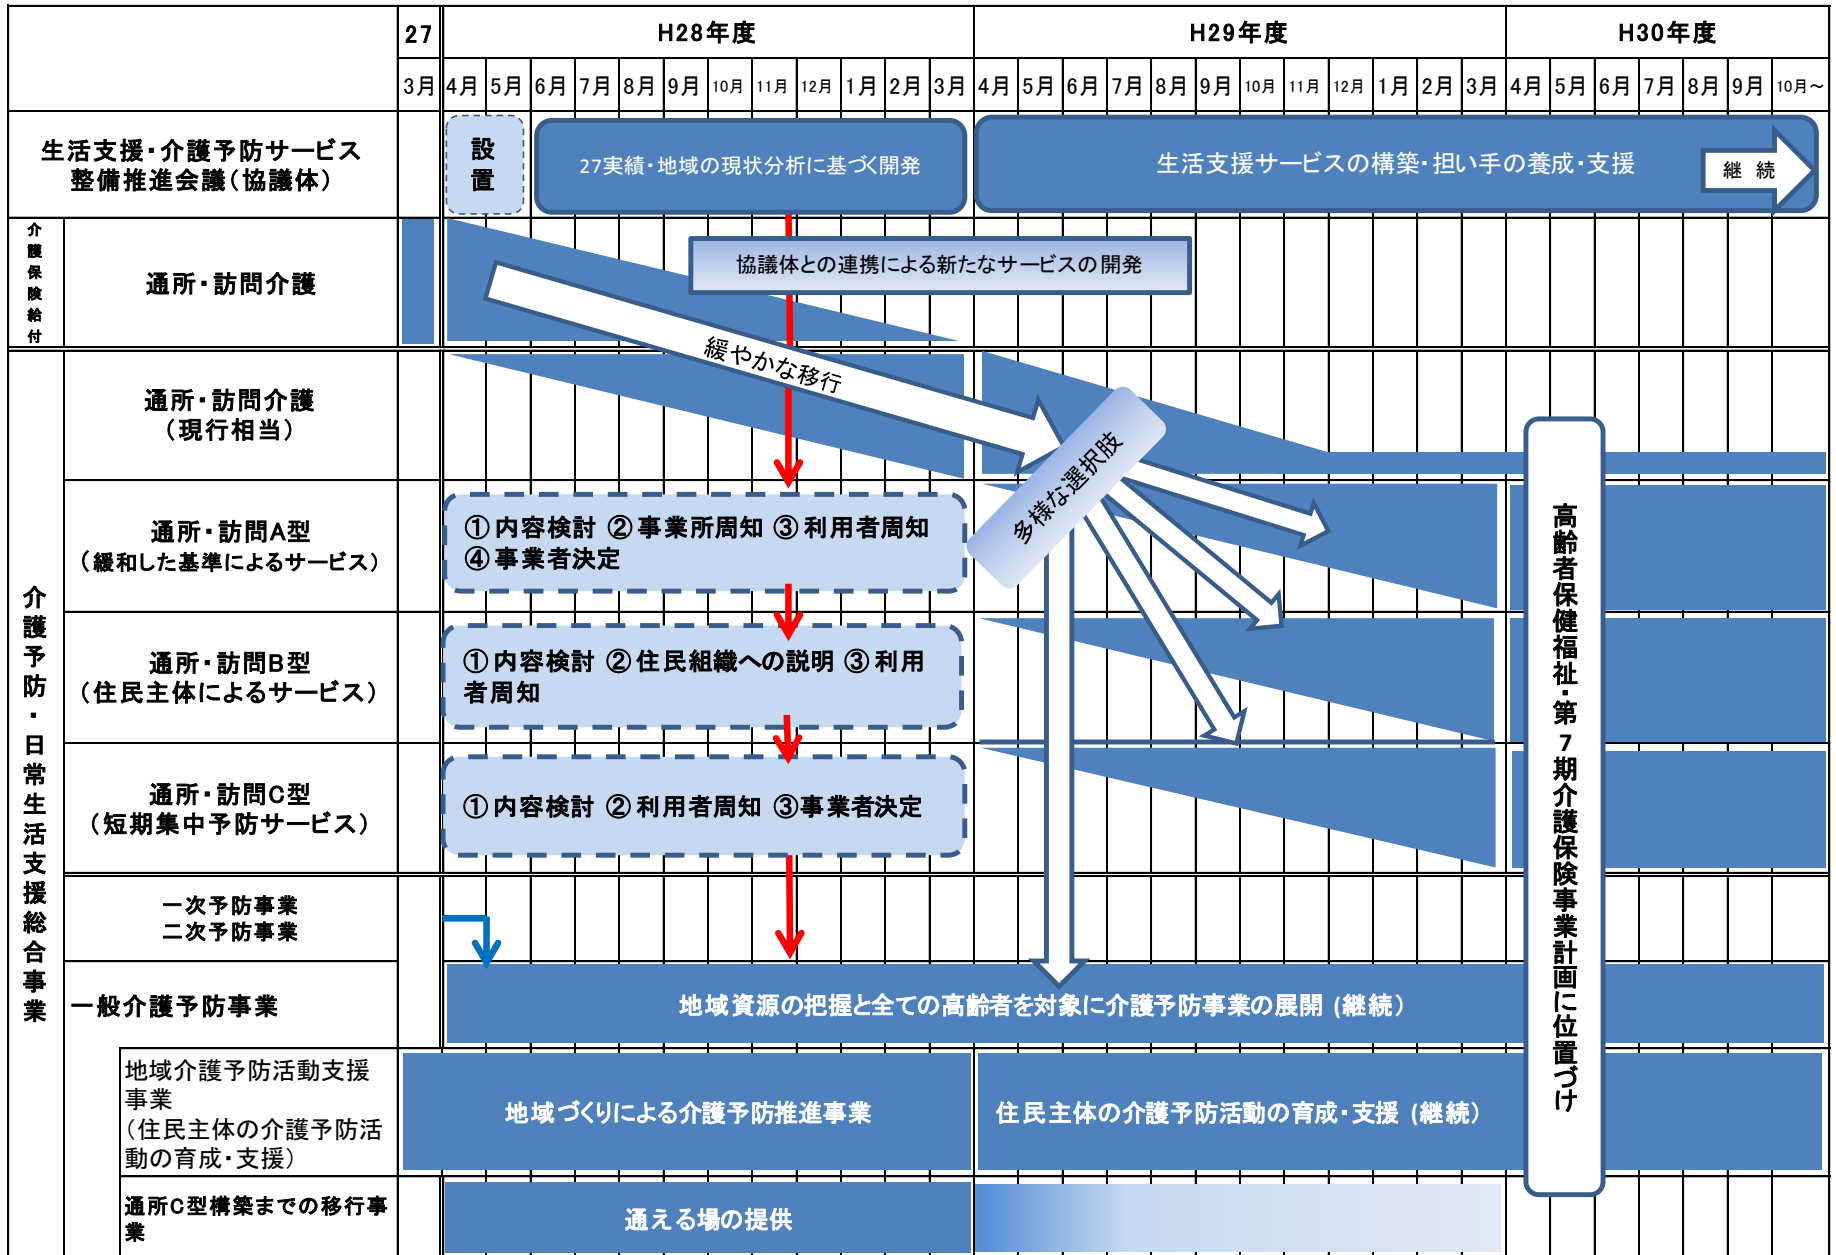 27
H28年度
H29年度
H30年度
3月 4月 5月 6月 7月 8月 9月 10月 11月 12月 1月 2月 3月 4月 5月 6月 7月 8月 9月 10月 11月 12月 1月 2月 3月 4月 5月 6月 7月 8月 9月 10月～
生活支援・介護予防サービス
整備推進会議（協議体）
設
置
27実績・地域の現状分析に基づく開発
生活支援サービスの構築・担い手の養成・支援
継 続
介護保険給付
通所・訪問介護
協議体との連携による新たなサービスの開発
緩やかな移行
介護予防・日常生活支援総合事業
通所・訪問介護
（現行相当）
多様な選択肢
通所・訪問A型
（緩和した基準によるサービス）
①内容検討 ②事業所周知 ③利用者周知
④事業者決定
通所・訪問B型
（住民主体によるサービス）
①内容検討 ②住民組織への説明 ③利用
者周知
通所・訪問C型
（短期集中予防サービス）
①内容検討 ②利用者周知 ③事業者決定
高齢者保健福祉・第7期介護保険事業計画に位置づけ
一次予防事業
二次予防事業
一般介護予防事業
地域資源の把握と全ての高齢者を対象に介護予防事業の展開（継続）
地域介護予防活動支援
事業
（住民主体の介護予防活
動の育成・支援）
地域づくりによる介護予防推進事業
住民主体の介護予防活動の育成・支援（継続）
通所C型構築までの移行事
業
通える場の提供